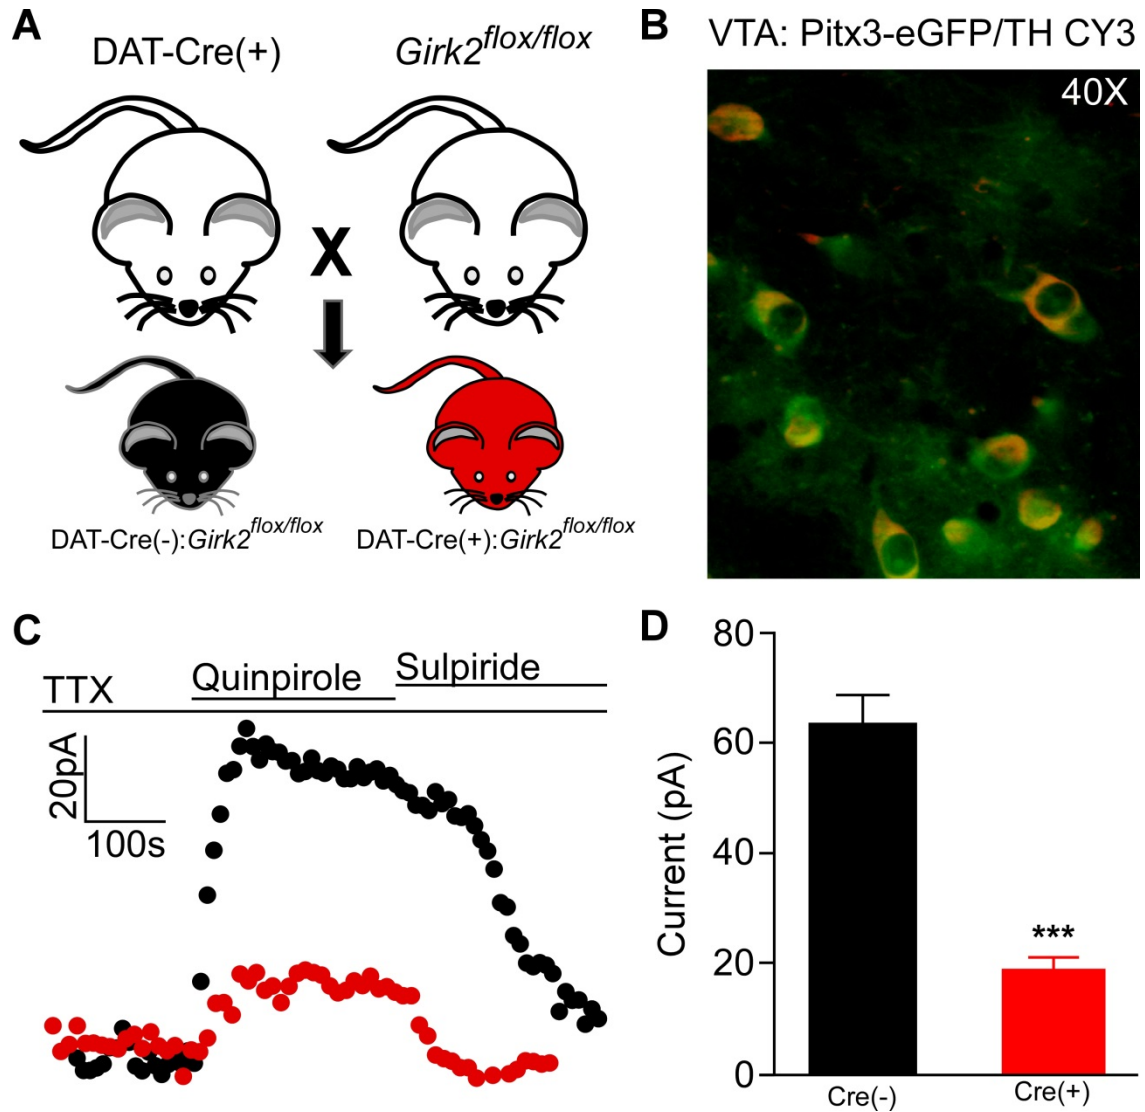 A
DAT-Cre(+)
Girk2flox/flox
X
DAT-Cre(-):Girk2flox/flox
DAT-Cre(+):Girk2flox/flox
B
VTA: Pitx3-eGFP/TH CY3
40X
C
TTX
Quinpirole
Sulpiride
20pA
100s
D
Current (pA)
80
60
40
20
0
***
Cre(-)
Cre(+)